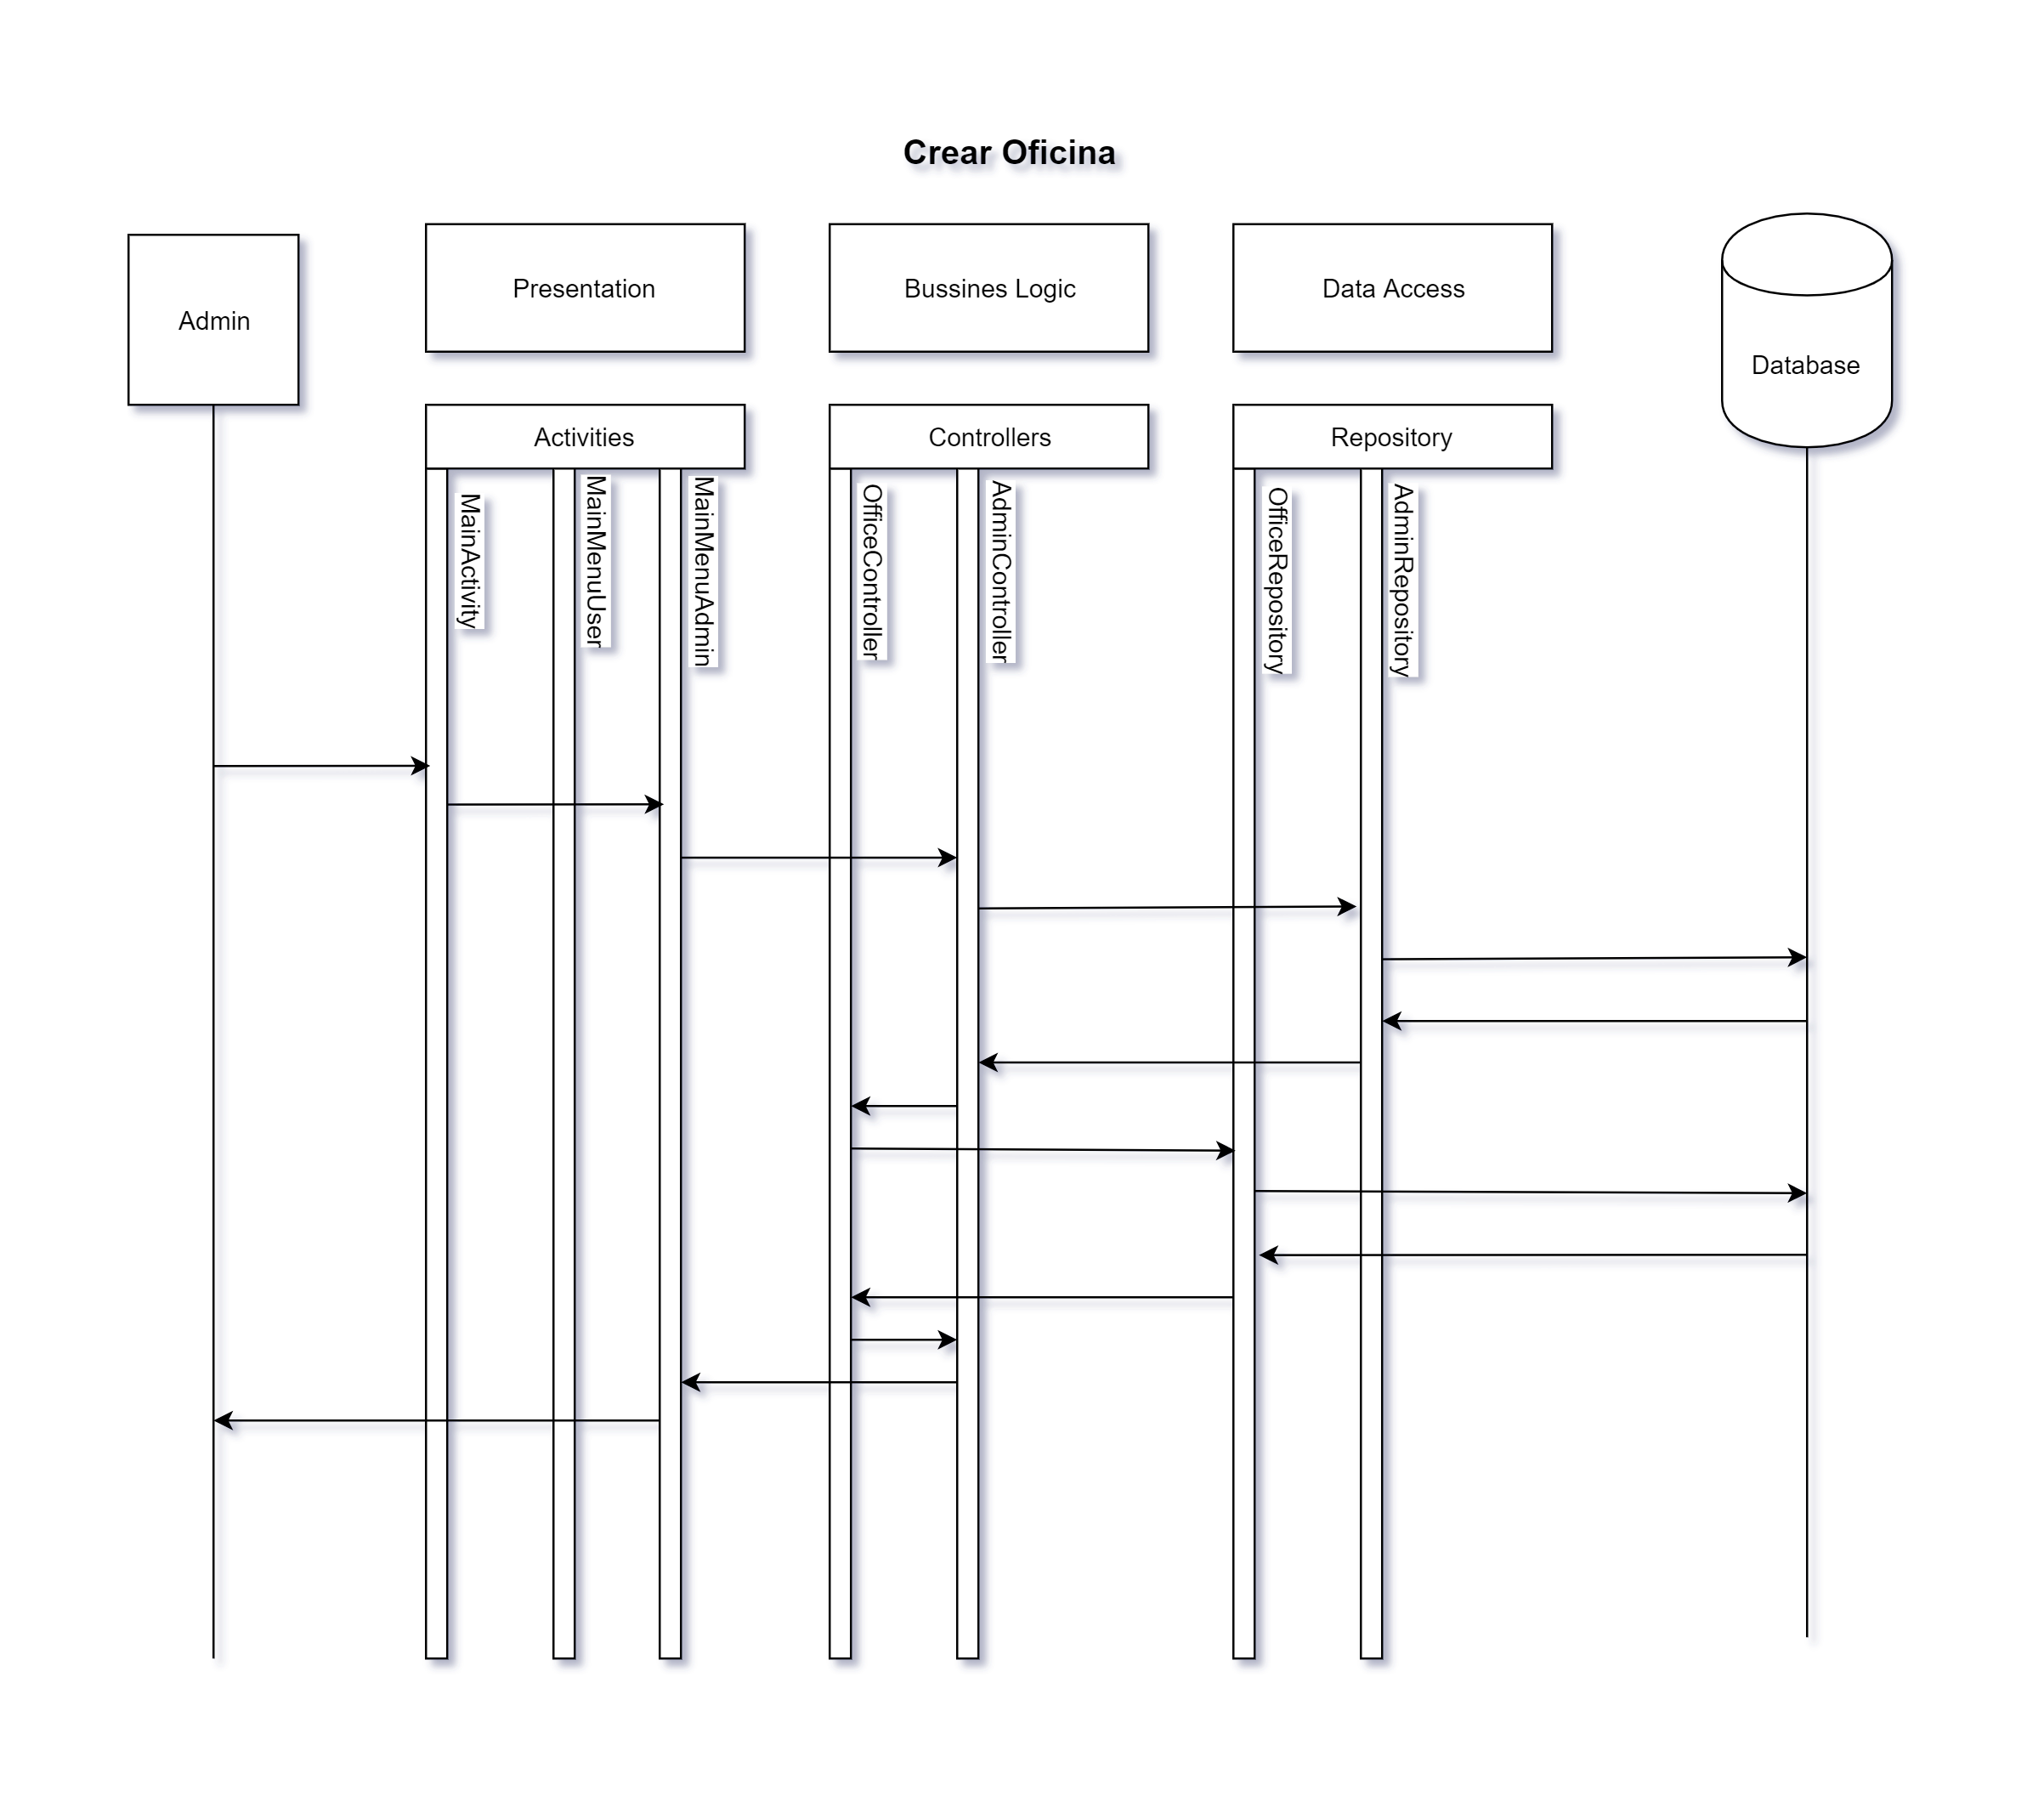 Crear Oficina
Admin
Presentation
Bussines Logic
Data Access
Database
Activities
Controllers
Repository
MainActivity
MainMenuUser
MainMenuAdmin
OfficeController
AdminController
OfficeRepository
AdminRepository